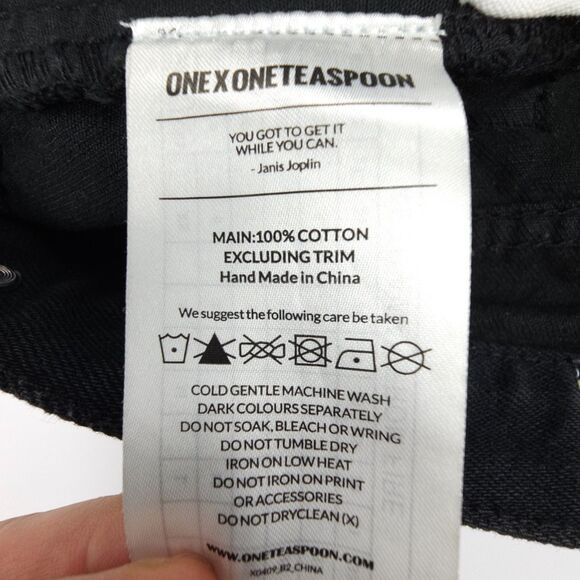 ONEXONETEASPOON
YOU GOT TO GET IT
WHILE YOU CAN.
- Janis Joplin
MAIN:100% COTTON
EXCLUDING TRIM
Hand Made in China
We suggest the following care be taken
COLD GENTLE MACHINE WASH
DARK COLOURS SEPARATELY
DO NOT SOAK, BLEACH OR WRING
DO NOT TUMBLE DRY
IRON ON LOW HEAT
DO NOT IRON ON PRINT
OR ACCESSORIES
DO NOT DRYCLEAN (X)
WWW.ONETEASPOON.COM
X0409_B2_CHINA